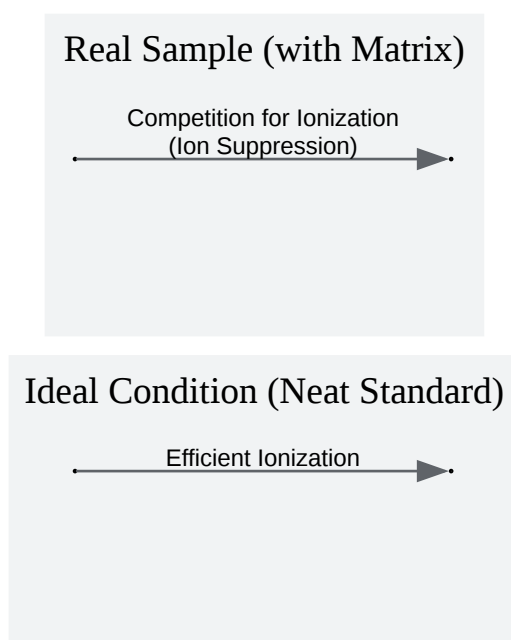 Real Sample (with Matrix)
Competition for Ionization
(Ion Suppression)
Ideal Condition (Neat Standard)
Efficient Ionization